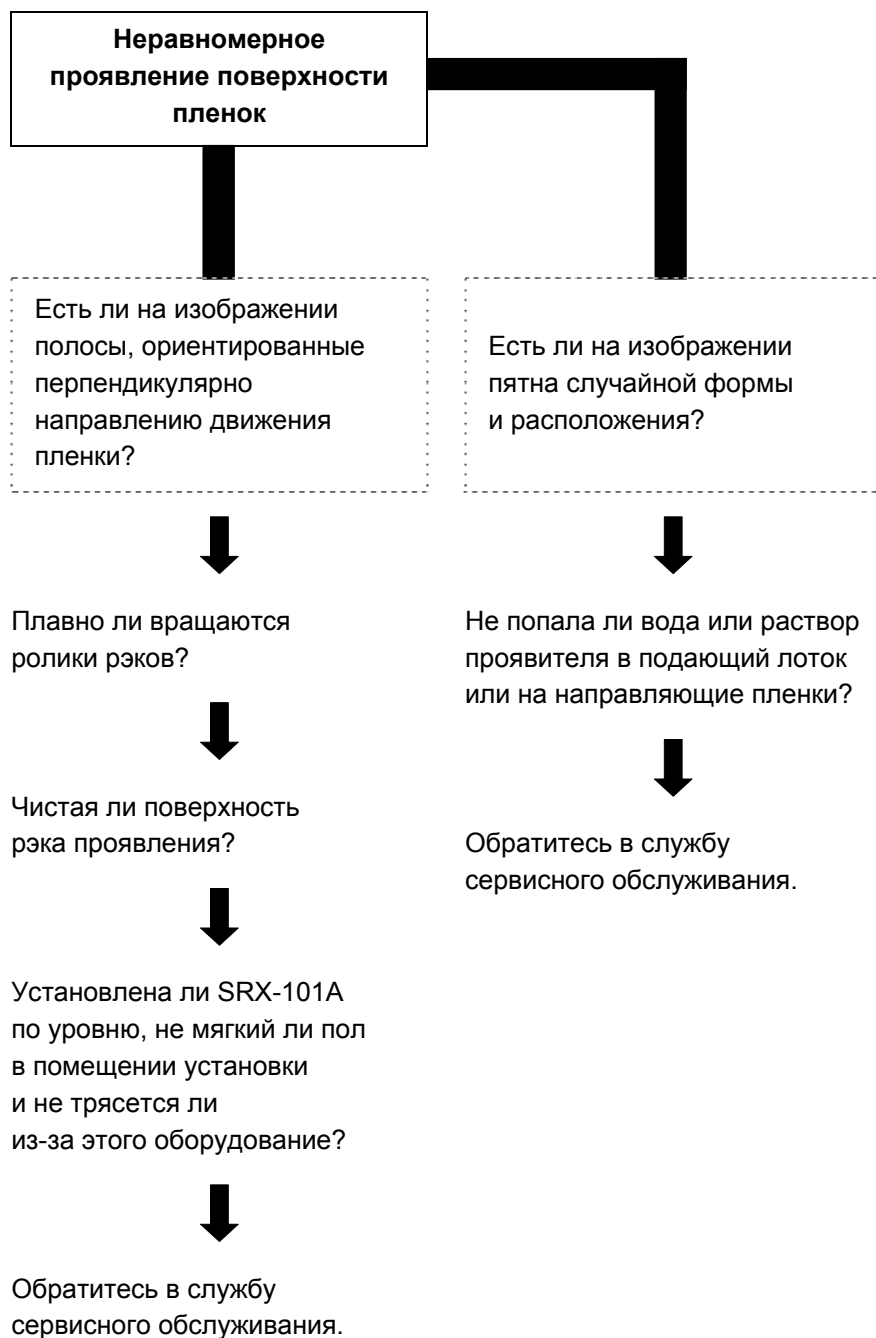 Неравномерное
проявление поверхности
пленок
Есть ли на изображении
полосы, ориентированные
перпендикулярно
направлению движения
пленки?
Есть ли на изображении
пятна случайной формы
и расположения?
Плавно ли вращаются
ролики рэков?
Не попала ли вода или раствор
проявителя в подающий лоток
или на направляющие пленки?
Чистая ли поверхность
рэка проявления?
Обратитесь в службу
сервисного обслуживания.
Установлена ли SRX-101A
по уровню, не мягкий ли пол
в помещении установки
и не трясется ли
из-за этого оборудование?
Обратитесь в службу
сервисного обслуживания.